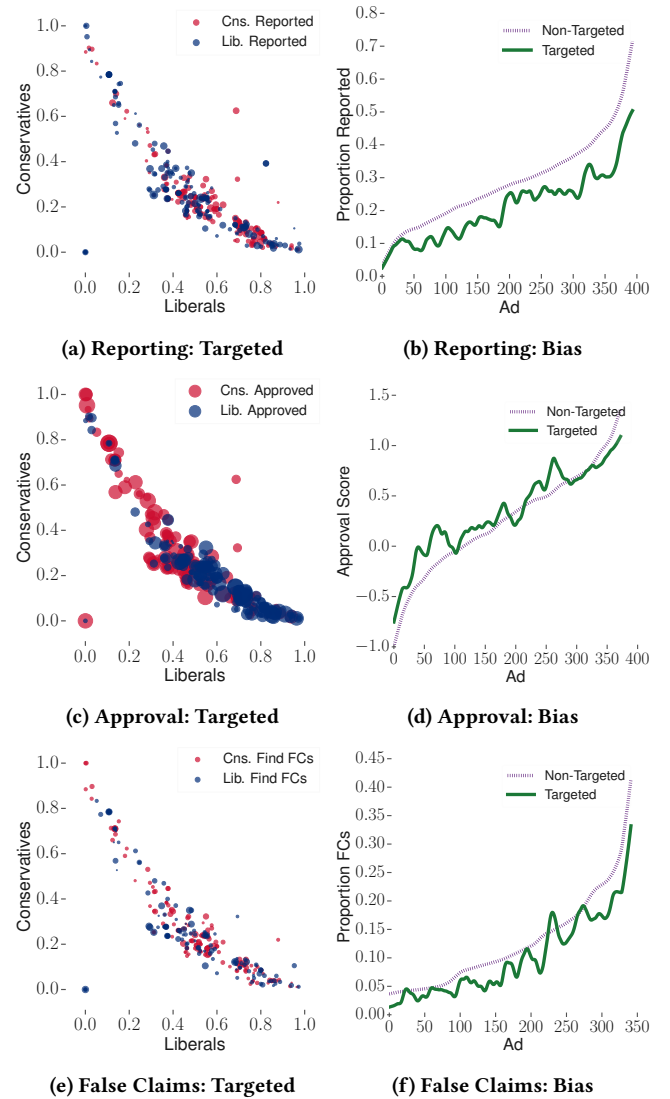 Cns. Reported
Lib. Reported
1.0
0.8
0.6
0.4
0.2
0.0
Conservatives
0.0 0.2 0.4 0.6 0.8 1.0
Liberals
(a) Reporting: Targeted
Non-Targeted
Targeted
0.8
0.7
0.6
0.5
0.4
0.3
0.2
0.1
0.0
Proportion Reported
0 50 100 150 200 250 300 350 400
Ad
(b) Reporting: Bias
Cns. Approved
Lib. Approved
1.0
0.8
0.6
0.4
0.2
0.0
Conservatives
0.0 0.2 0.4 0.6 0.8 1.0
Liberals
(c) Approval: Targeted
Non-Targeted
Targeted
1.5
1.0
0.5
0.0
−0.5
−1.0
Approval Score
0 50 100 150 200 250 300 350 400
Ad
(d) Approval: Bias
Cns. Find FCs
Lib. Find FCs
1.0
0.8
0.6
0.4
0.2
0.0
Conservatives
0.0 0.2 0.4 0.6 0.8 1.0
Liberals
(e) False Claims: Targeted
Non-Targeted
Targeted
0.45
0.40
0.35
0.30
0.25
0.20
0.15
0.10
0.05
0.00
Proportion FCs
0 50 100 150 200 250 300 350
Ad
(f) False Claims: Bias